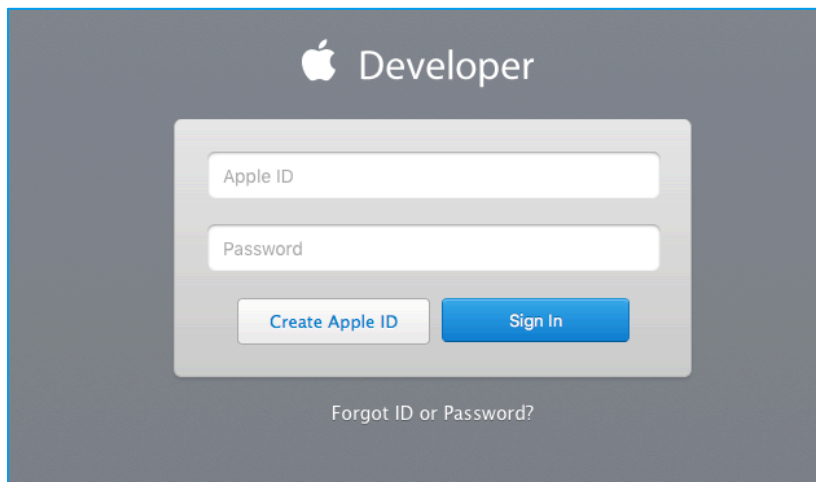 Developer
Apple ID
Password
Create Apple ID
Sign In
Forgot ID or Password?